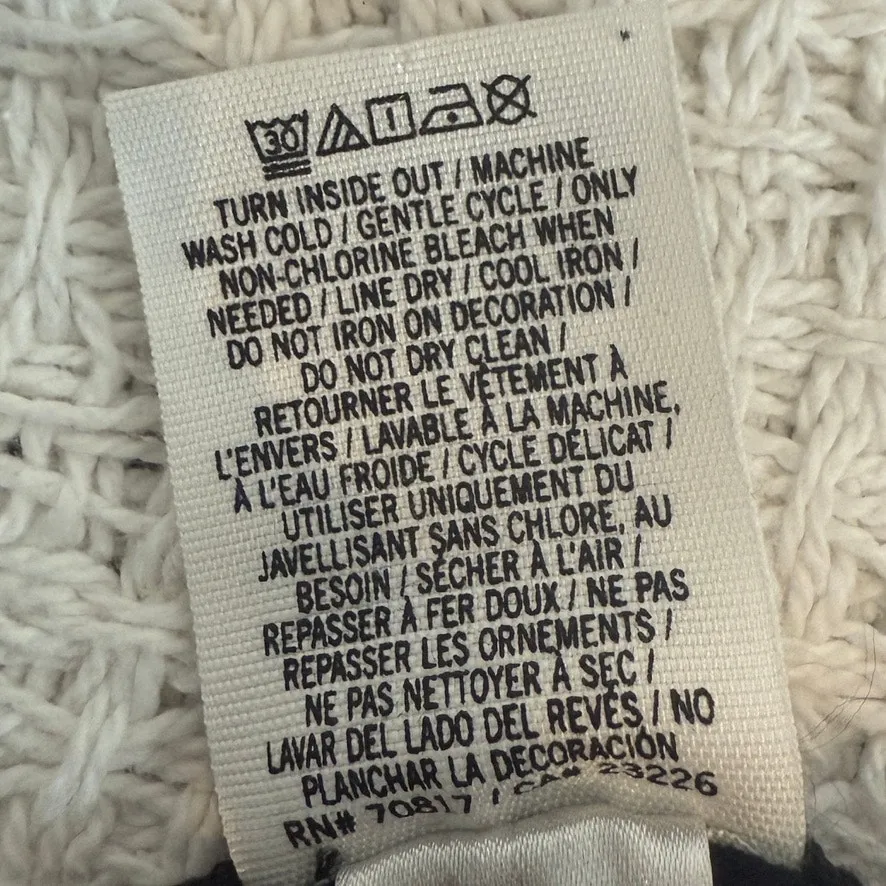 30
TURN INSIDE OUT / MACHINE
WASH COLD / GENTLE CYCLE / ONLY
NON-CHLORINE BLEACH WHEN
NEEDED / LINE DRY / COOL IRON /
DO NOT IRON ON DECORATION /
DO NOT DRY CLEAN /
RETOURNER LE VÊTEMENT À
L'ENVERS / LAVABLE À LA MACHINE,
À L'EAU FROIDE / CYCLE DÉLICAT /
UTILISER UNIQUEMENT DU
JAVELLISANT SANS CHLORE, AU
BESOIN / SÉCHER À L'AIR /
REPASSER À FER DOUX / NE PAS
REPASSER LES ORNEMENTS /
NE PAS NETTOYER À SEC /
LAVAR DEL LADO DEL REVÉS / NO
PLANCHAR LA DECORACIÓN
RN# 70817 / CA# 23226